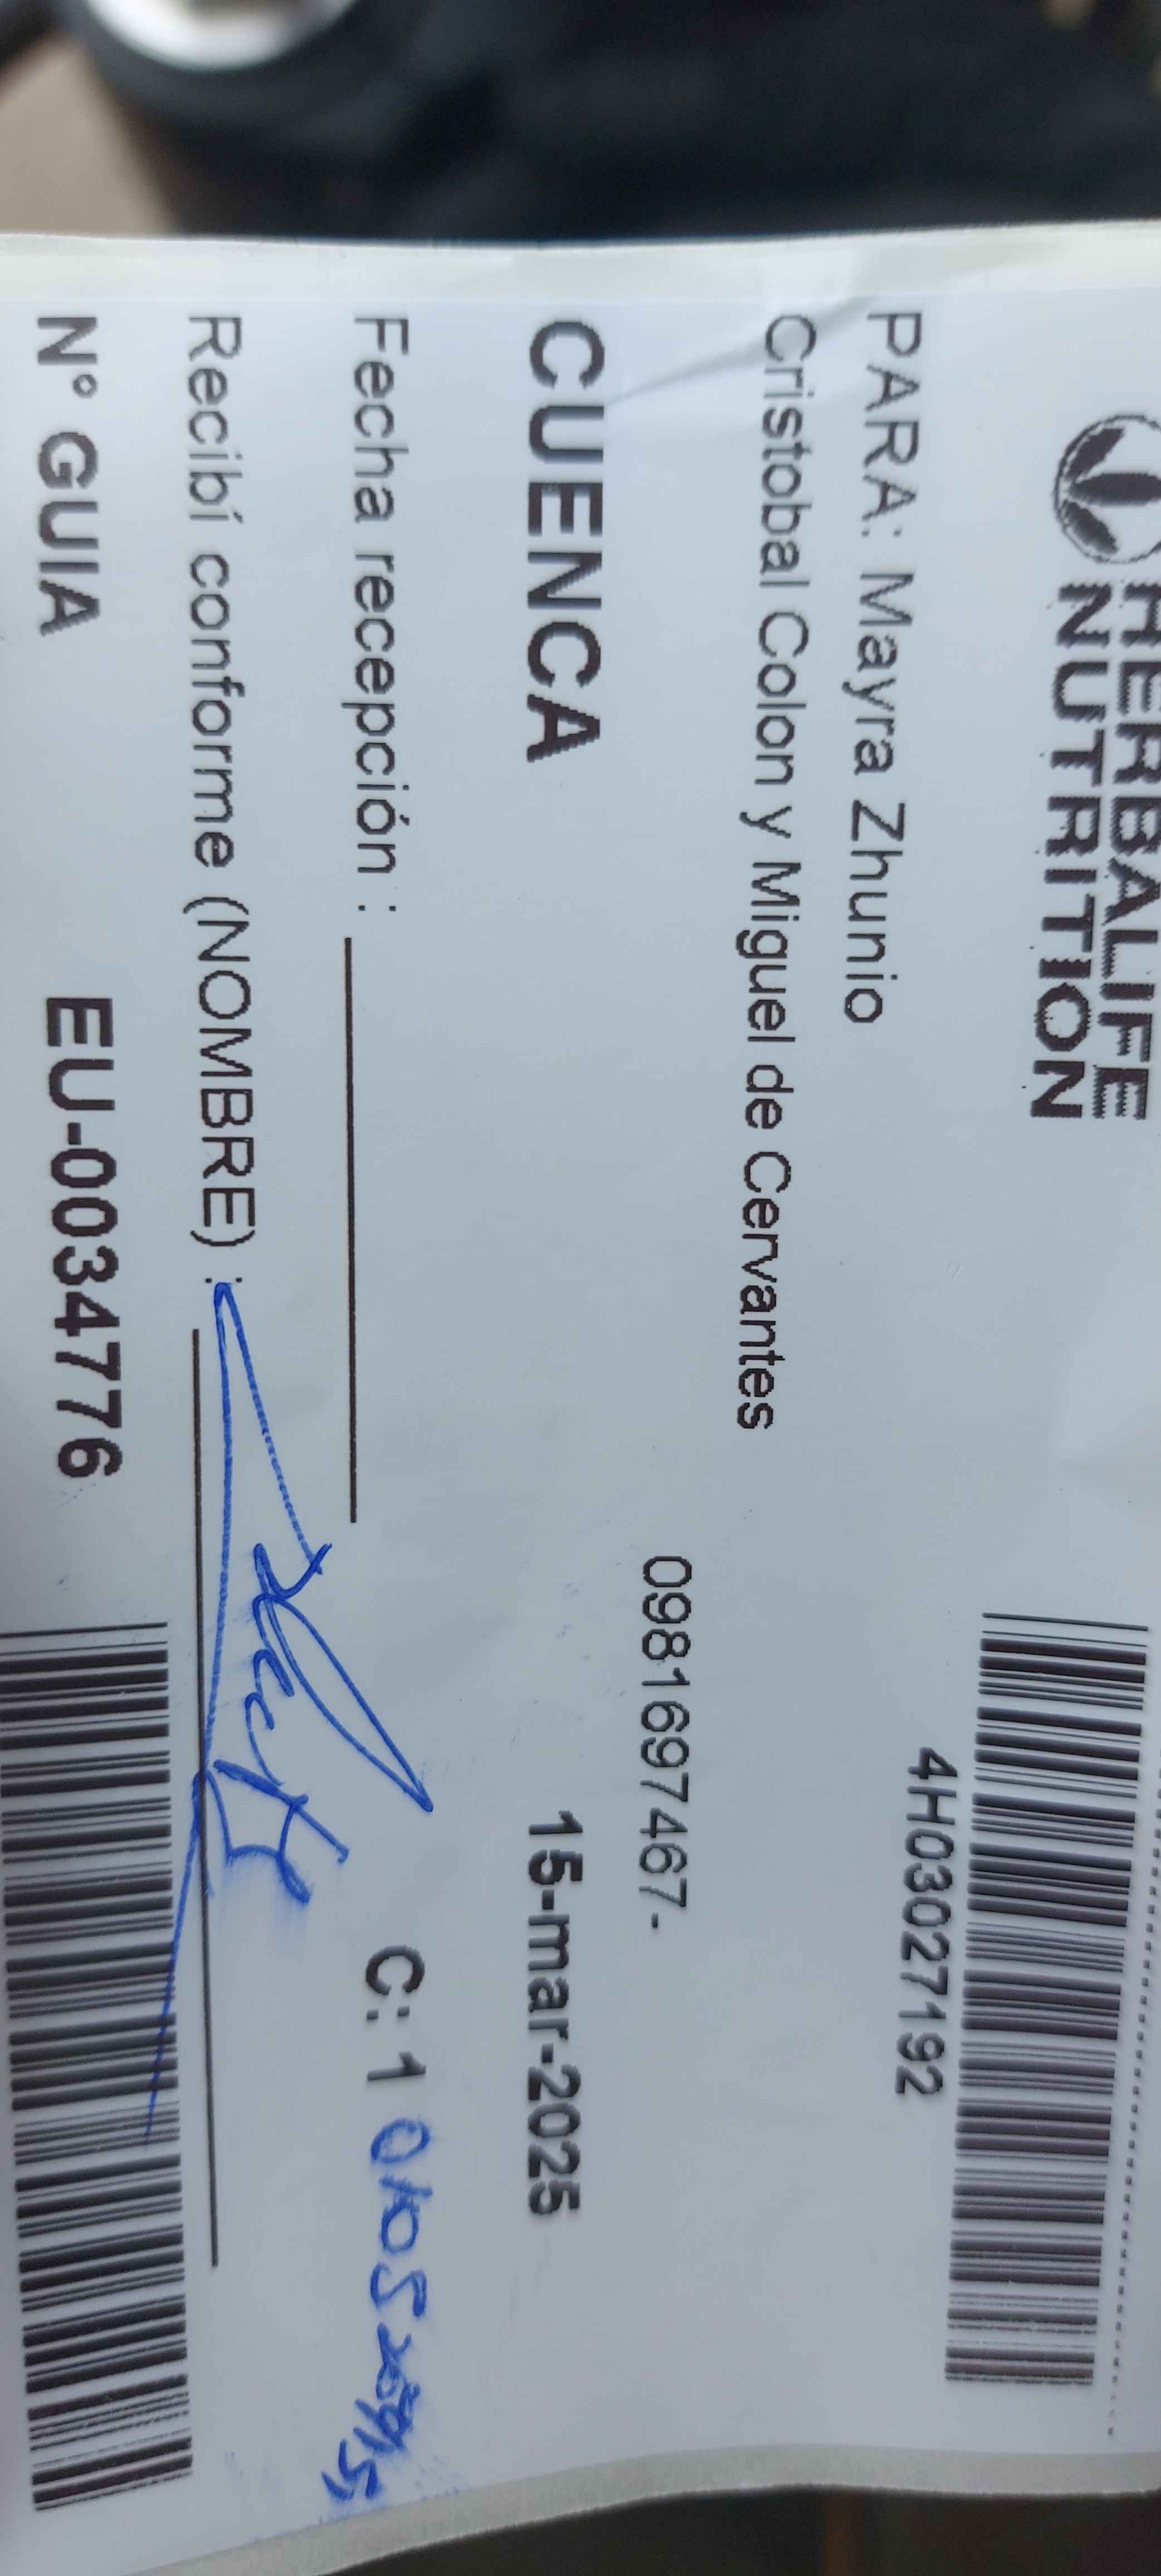 HERBALIFE
NUTRITION
4H03027192
PARA: Mayra Zhunio
Cristobal Colon y Miguel de Cervantes
0981697467-
CUENCA 15-mar-2025
Fecha recepción : C: 1
Recibí conforme (NOMBRE) :
N° GUIA EU-0034776